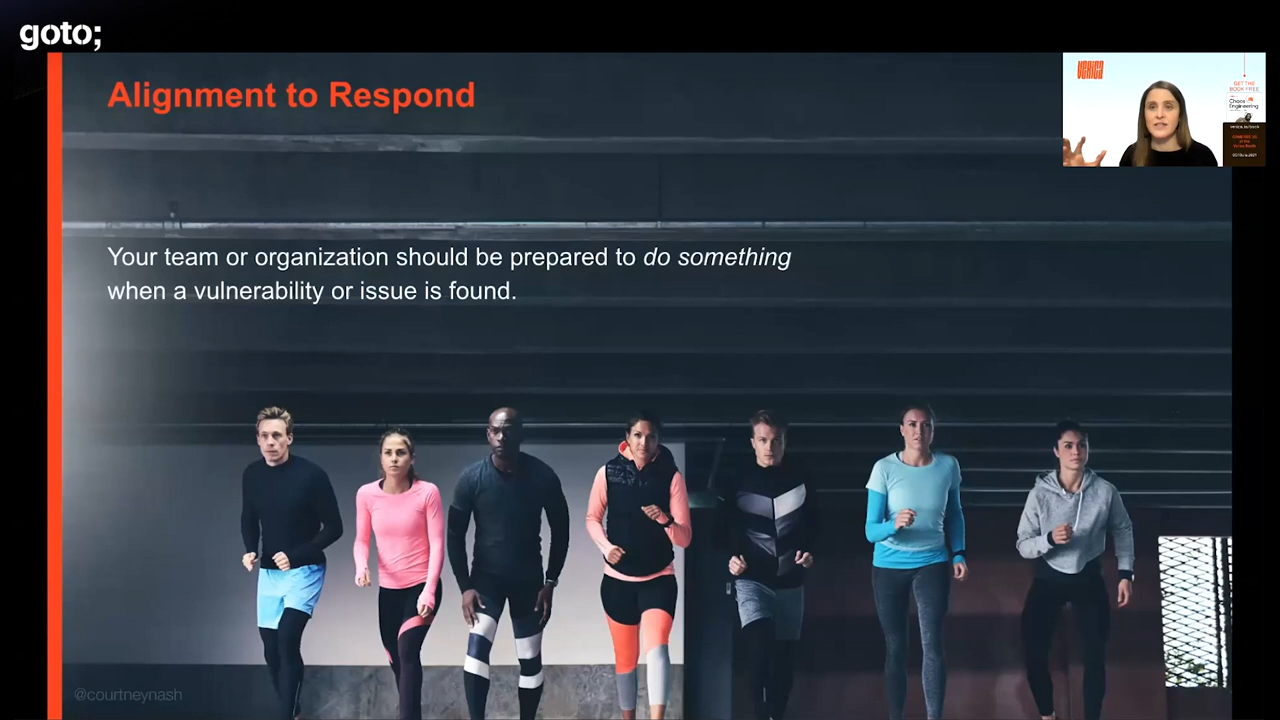 goto;
Alignment to Respond
VERICA
GET THE
BOOK FREE
Chaos
Engineering
Your team or organization should be prepared to do something
when a vulnerability or issue is found.
@courtneynash